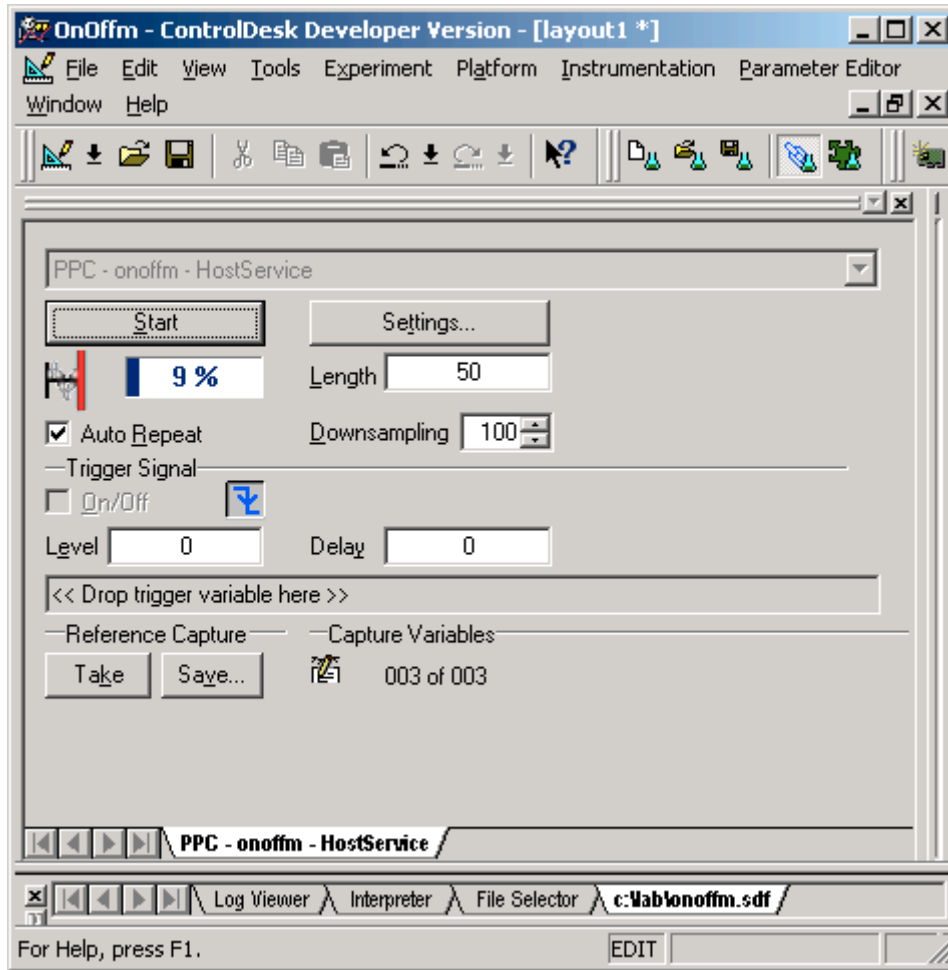 OnOffm - ControlDesk Developer Version - [layout1 *]
File Edit View Tools Experiment Platform Instrumentation Parameter Editor
Window Help
PPC - onoffm - HostService
Start Settings...
9 % Length 50
Auto Repeat Downsampling 100
Trigger Signal
On/Off
Level 0 Delay 0
<< Drop trigger variable here >>
Reference Capture Capture Variables
Take Save... 003 of 003
PPC - onoffm - HostService
Log Viewer Interpreter File Selector c:\lab\onoffm.sdf
For Help, press F1. EDIT